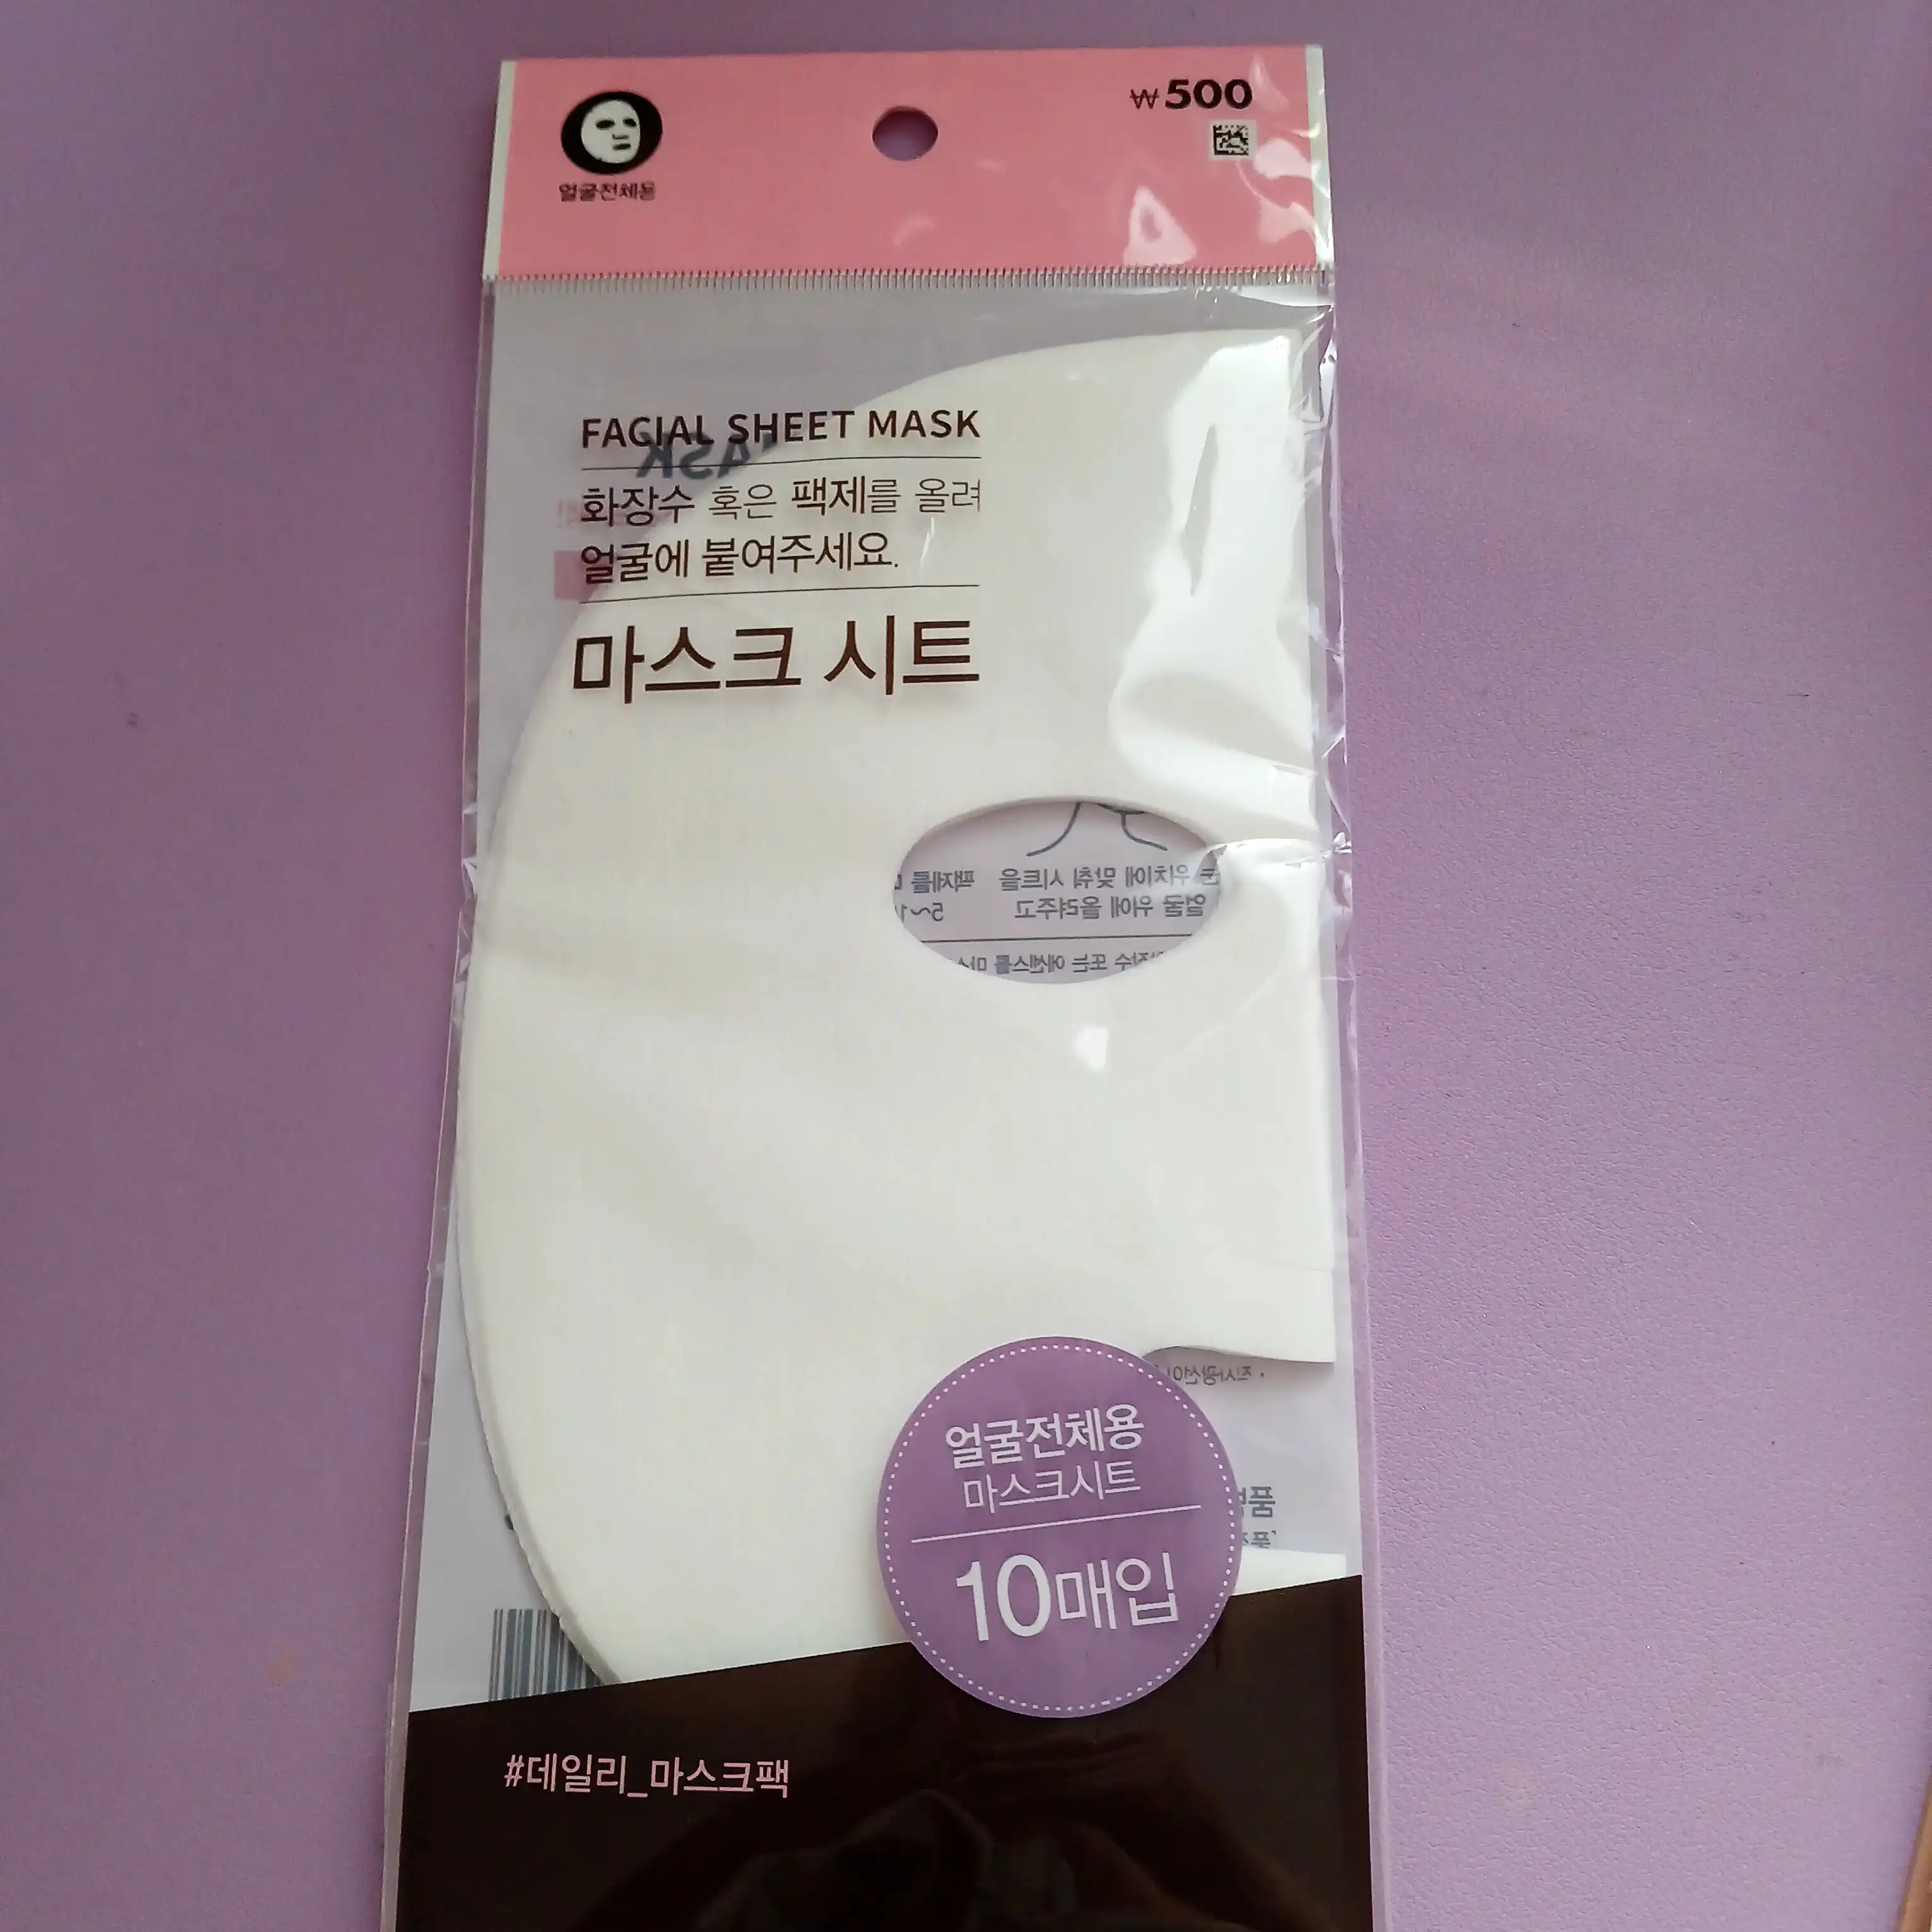 ₩500
얼굴전체용
FACIAL SHEET MASK
화장수 혹은 팩제를 올려
얼굴에 붙여주세요.
마스크 시트
얼굴전체용
마스크시트
10매입
#데일리_마스크팩